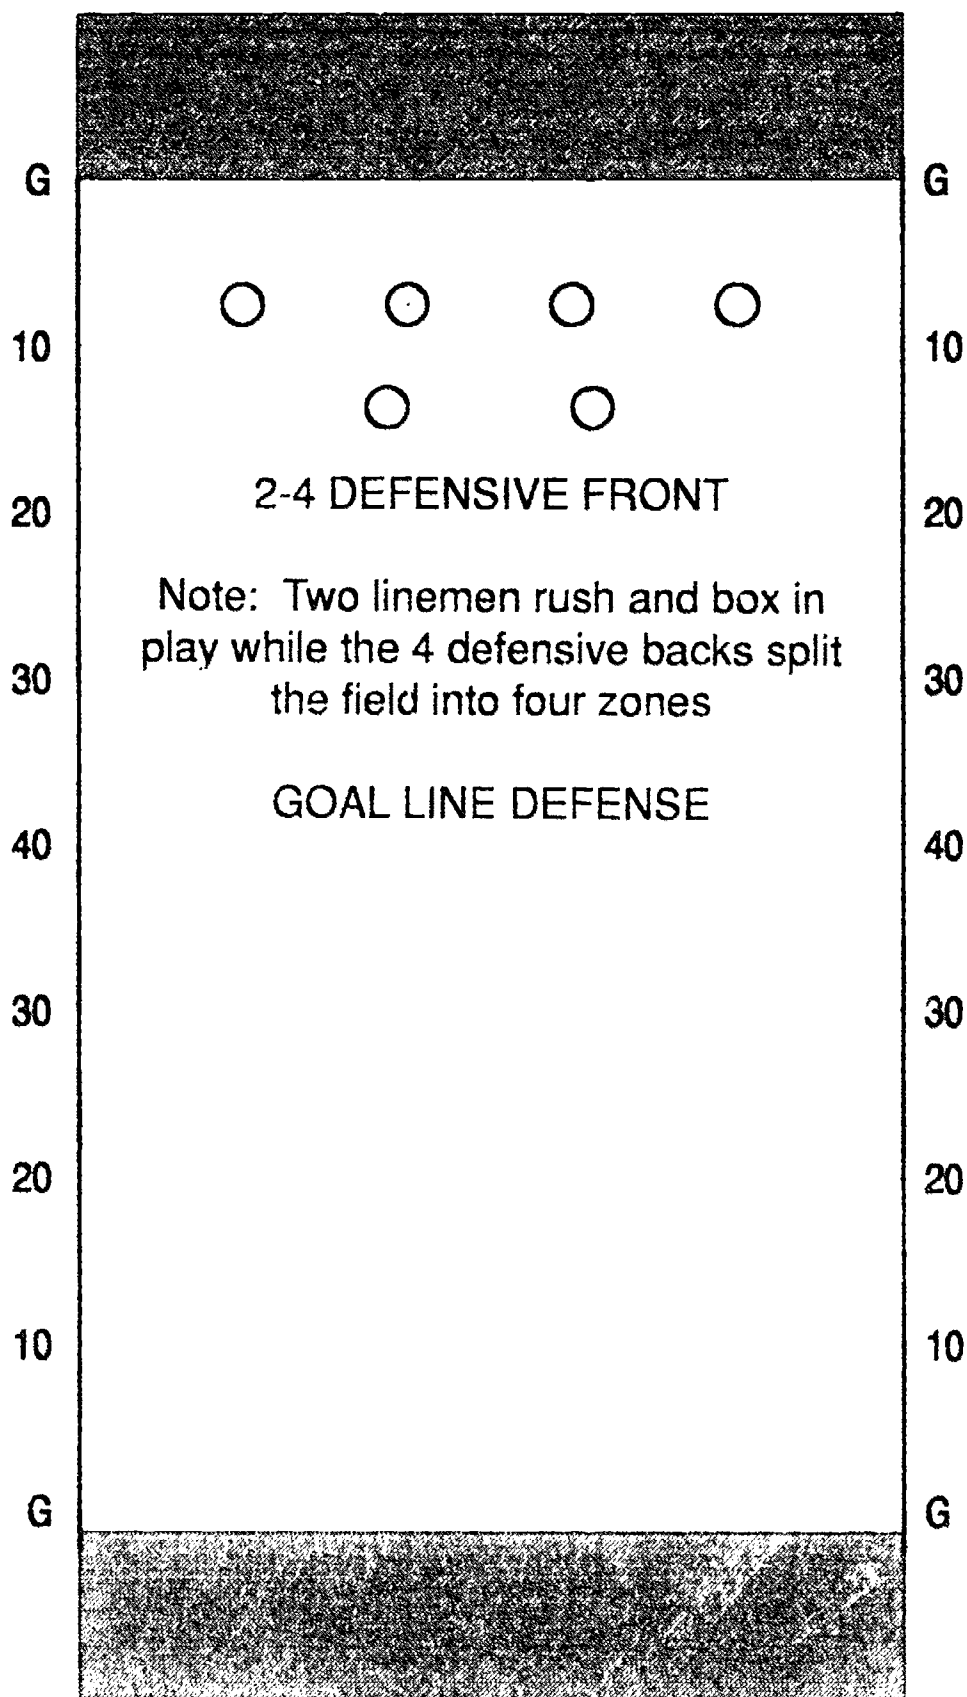 G G
10 10
2-4 DEFENSIVE FRONT
20 20
Note: Two linemen rush and box in
play while the 4 defensive backs split
30 30
the field into four zones
GOAL LINE DEFENSE
40 40
30 30
20 20
10 10
G G